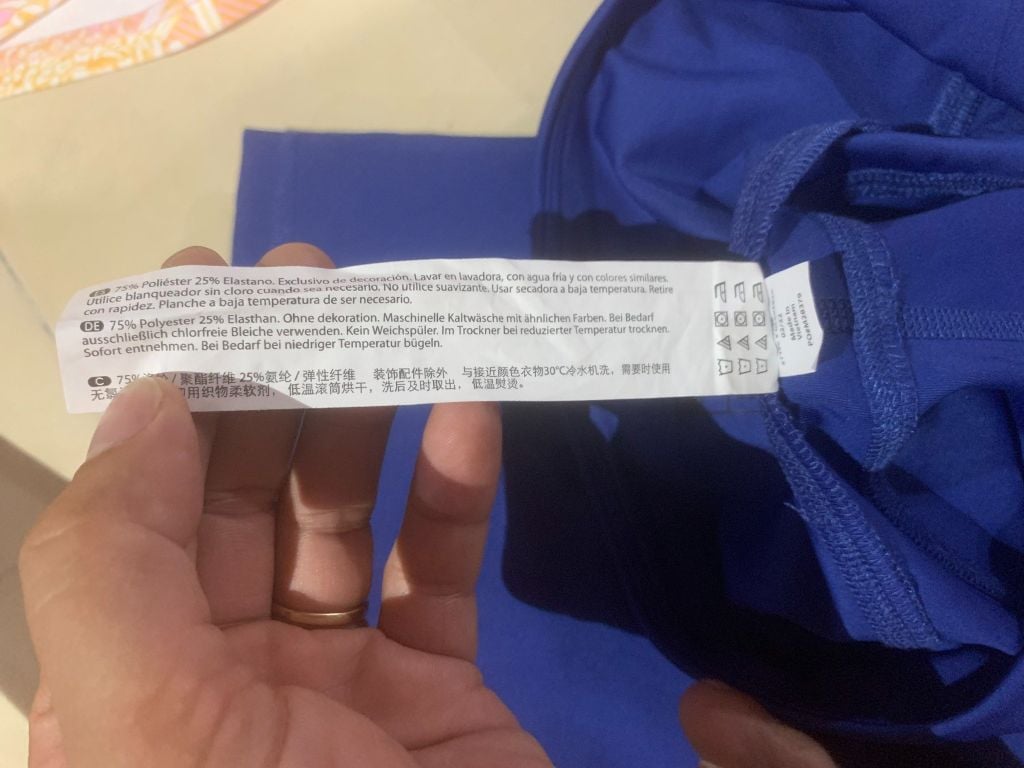 ES 75% Poliéster 25% Elastano. Exclusivo de decoración. Lavar en lavadora, con agua fría y con colores similares.
Utilice blanqueador sin cloro cuando sea necesario. No utilice suavizante. Usar secadora a baja temperatura. Retire
con rapidez. Planche a baja temperatura de ser necesario.
DE 75% Polyester 25% Elasthan. Ohne dekoration. Maschinelle Kaltwäsche mit ähnlichen Farben. Bei Bedarf
ausschließlich chlorfreie Bleiche verwenden. Kein Weichspüler. Im Trockner bei reduzierter Temperatur trocknen.
Sofort entnehmen. Bei Bedarf bei niedriger Temperatur bügeln.
C 75% / 聚酯纤维 25%氨纶 / 弹性纤维 装饰配件除外 与接近颜色衣物30℃冷水机洗，需要时使用
无氯 用织物柔软剂，低温滚筒烘干，洗后及时取出，低温熨烫。
Made In
Vietnam